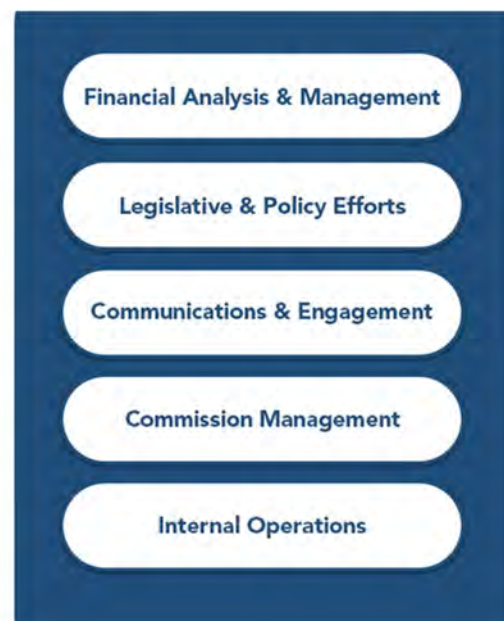 Financial Analysis & Management
Legislative & Policy Efforts
Communications & Engagement
Commission Management
Internal Operations